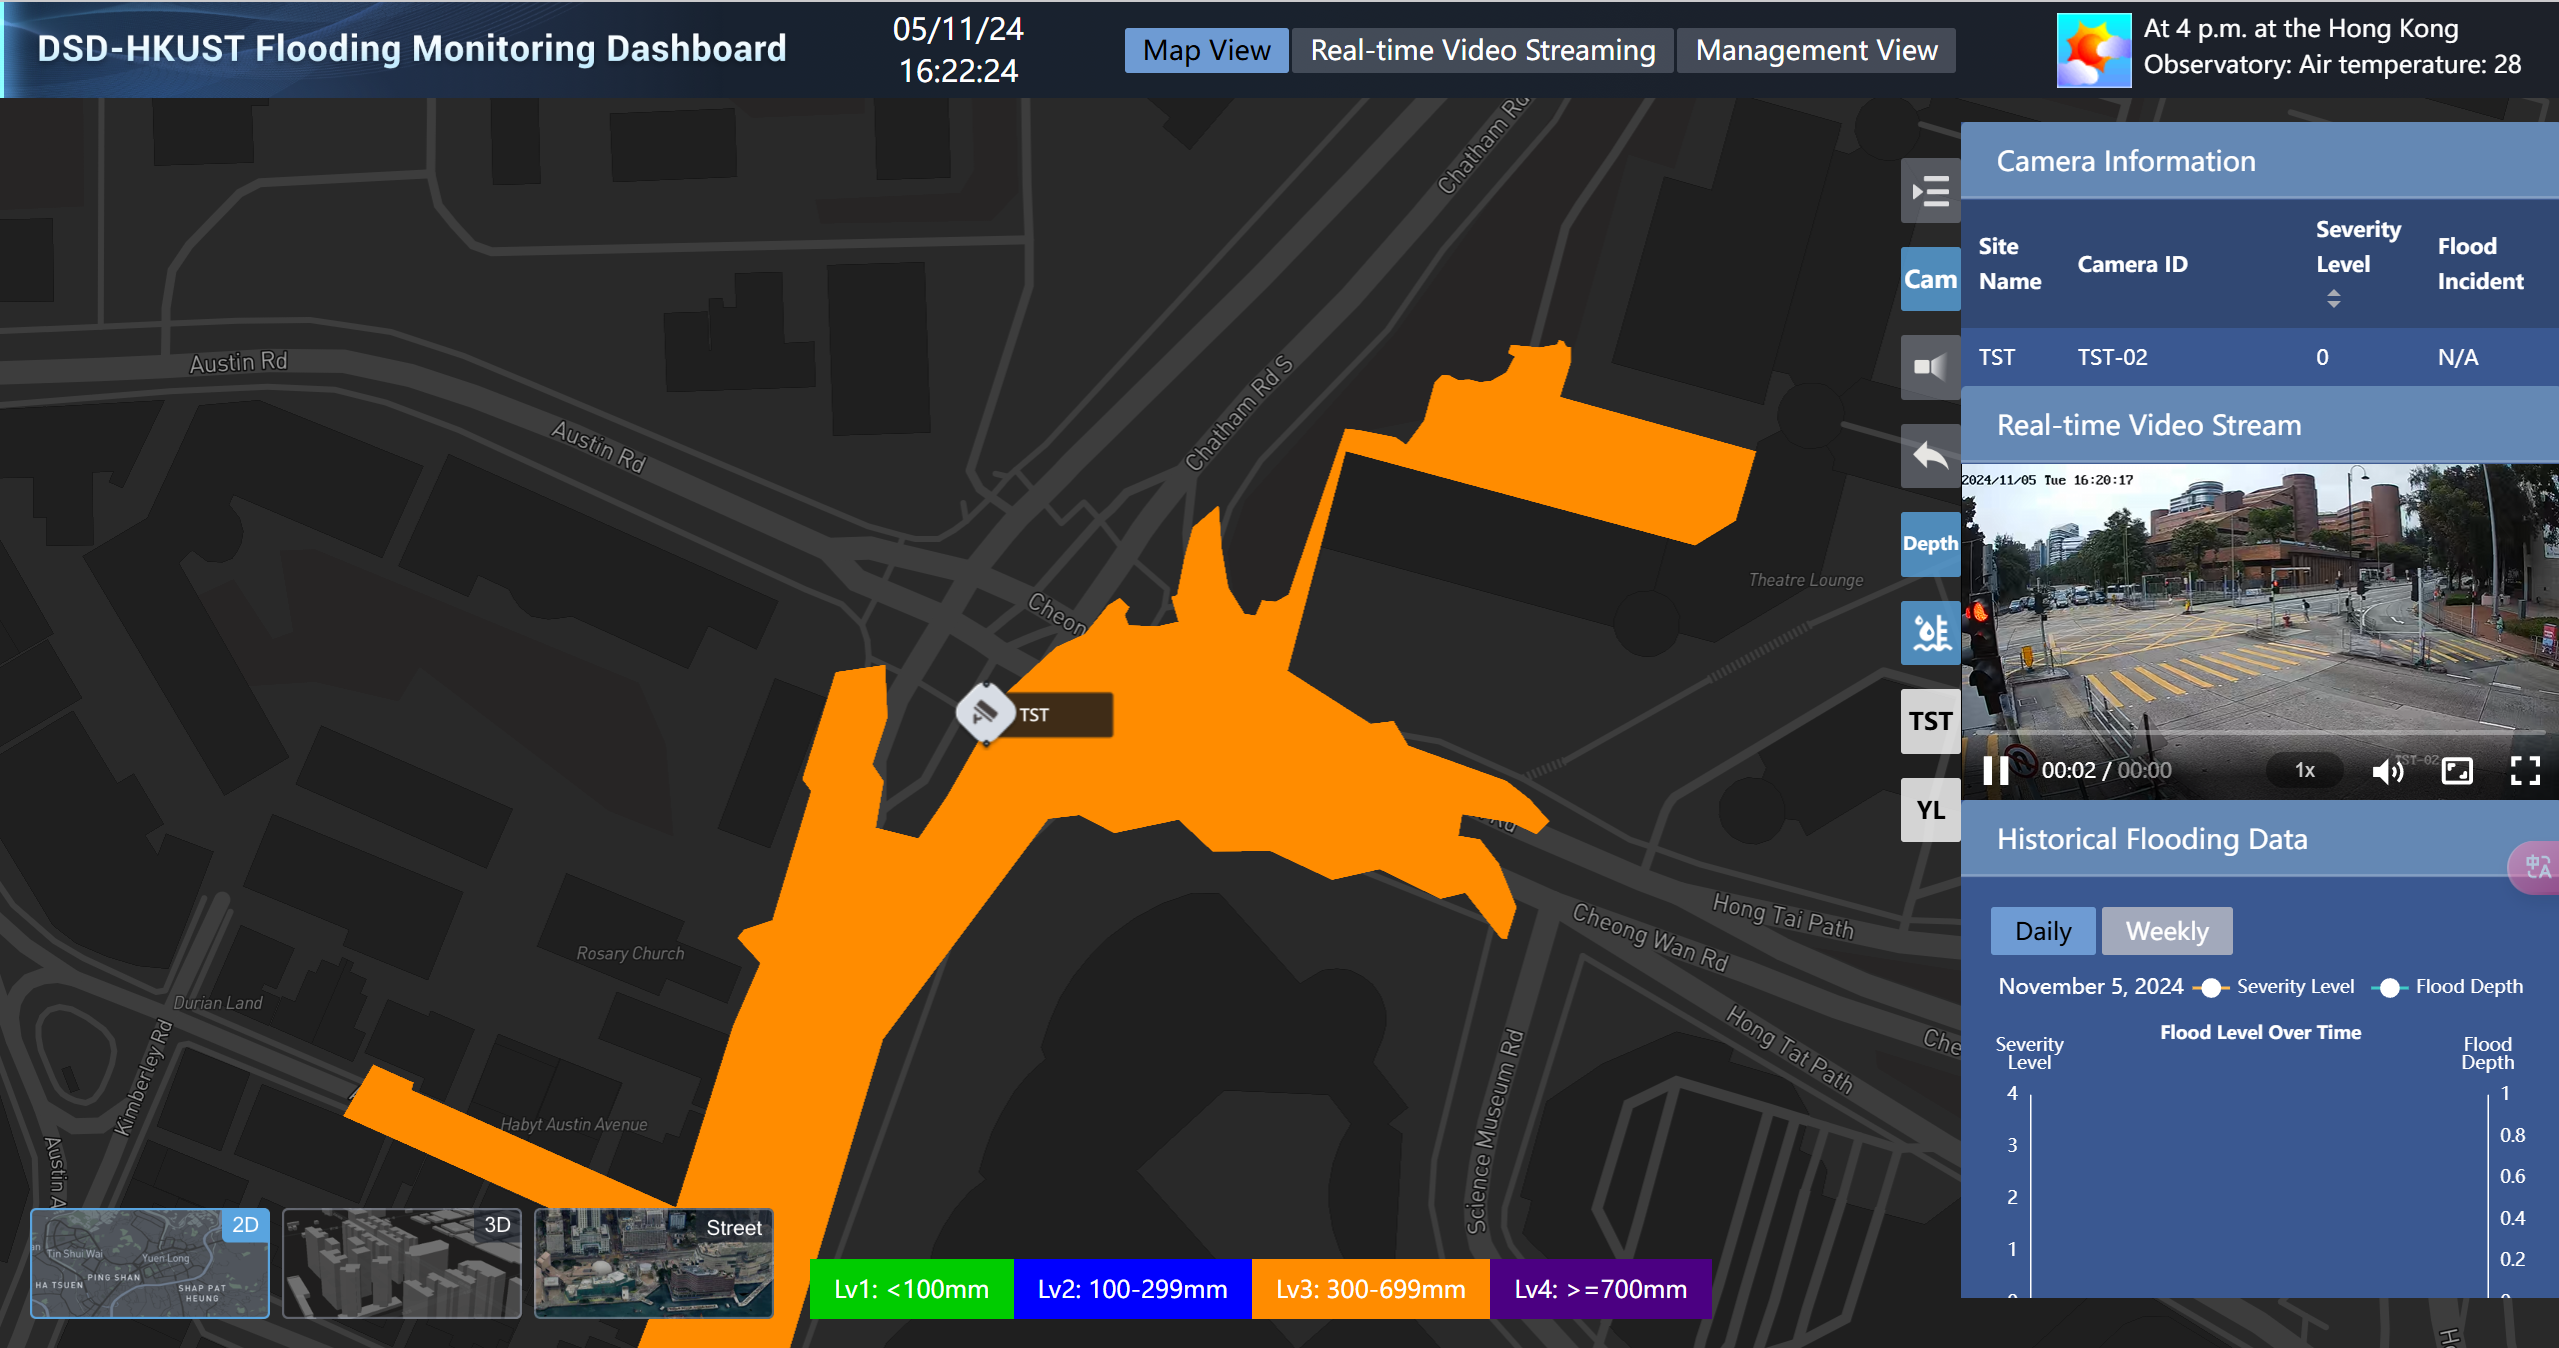 DSD-HKUST Flooding Monitoring Dashboard
05/11/24
16:22:24
Map View
Real-time Video Streaming
Management View
At 4 p.m. at the Hong Kong
Observatory: Air temperature: 28
Chatham Rd
Austin Rd
Austin Rd
Chatham Rd S
Cheon
Theatre Lounge
TST
Rd
Hong Tai Path
Cheong Wan Rd
Rosary Church
Durian Land
Kimberley Rd
Hong Tat Path
Che
Science Museum Rd
Habyt Austin Avenue
Austin A
H
Cam
Depth
TST
YL
Camera Information
Site Name
Camera ID
Severity Level
Flood Incident
TST
TST-02
0
N/A
Real-time Video Stream
2024/11/05 Tue 16:20:17
TST-02
00:02 / 00:00
1x
Historical Flooding Data
中A
Daily
Weekly
November 5, 2024
Severity Level
Flood Depth
Flood Level Over Time
Severity
Level
Flood
Depth
4
3
2
1
0
1
0.8
0.6
0.4
0.2
0
2D
an
Tin Shui Wai
Yuen Long
PING SHAN
HA TSUEN
SHAP PAT
HEUNG
3D
Street
Lv1: <100mm
Lv2: 100-299mm
Lv3: 300-699mm
Lv4: >=700mm